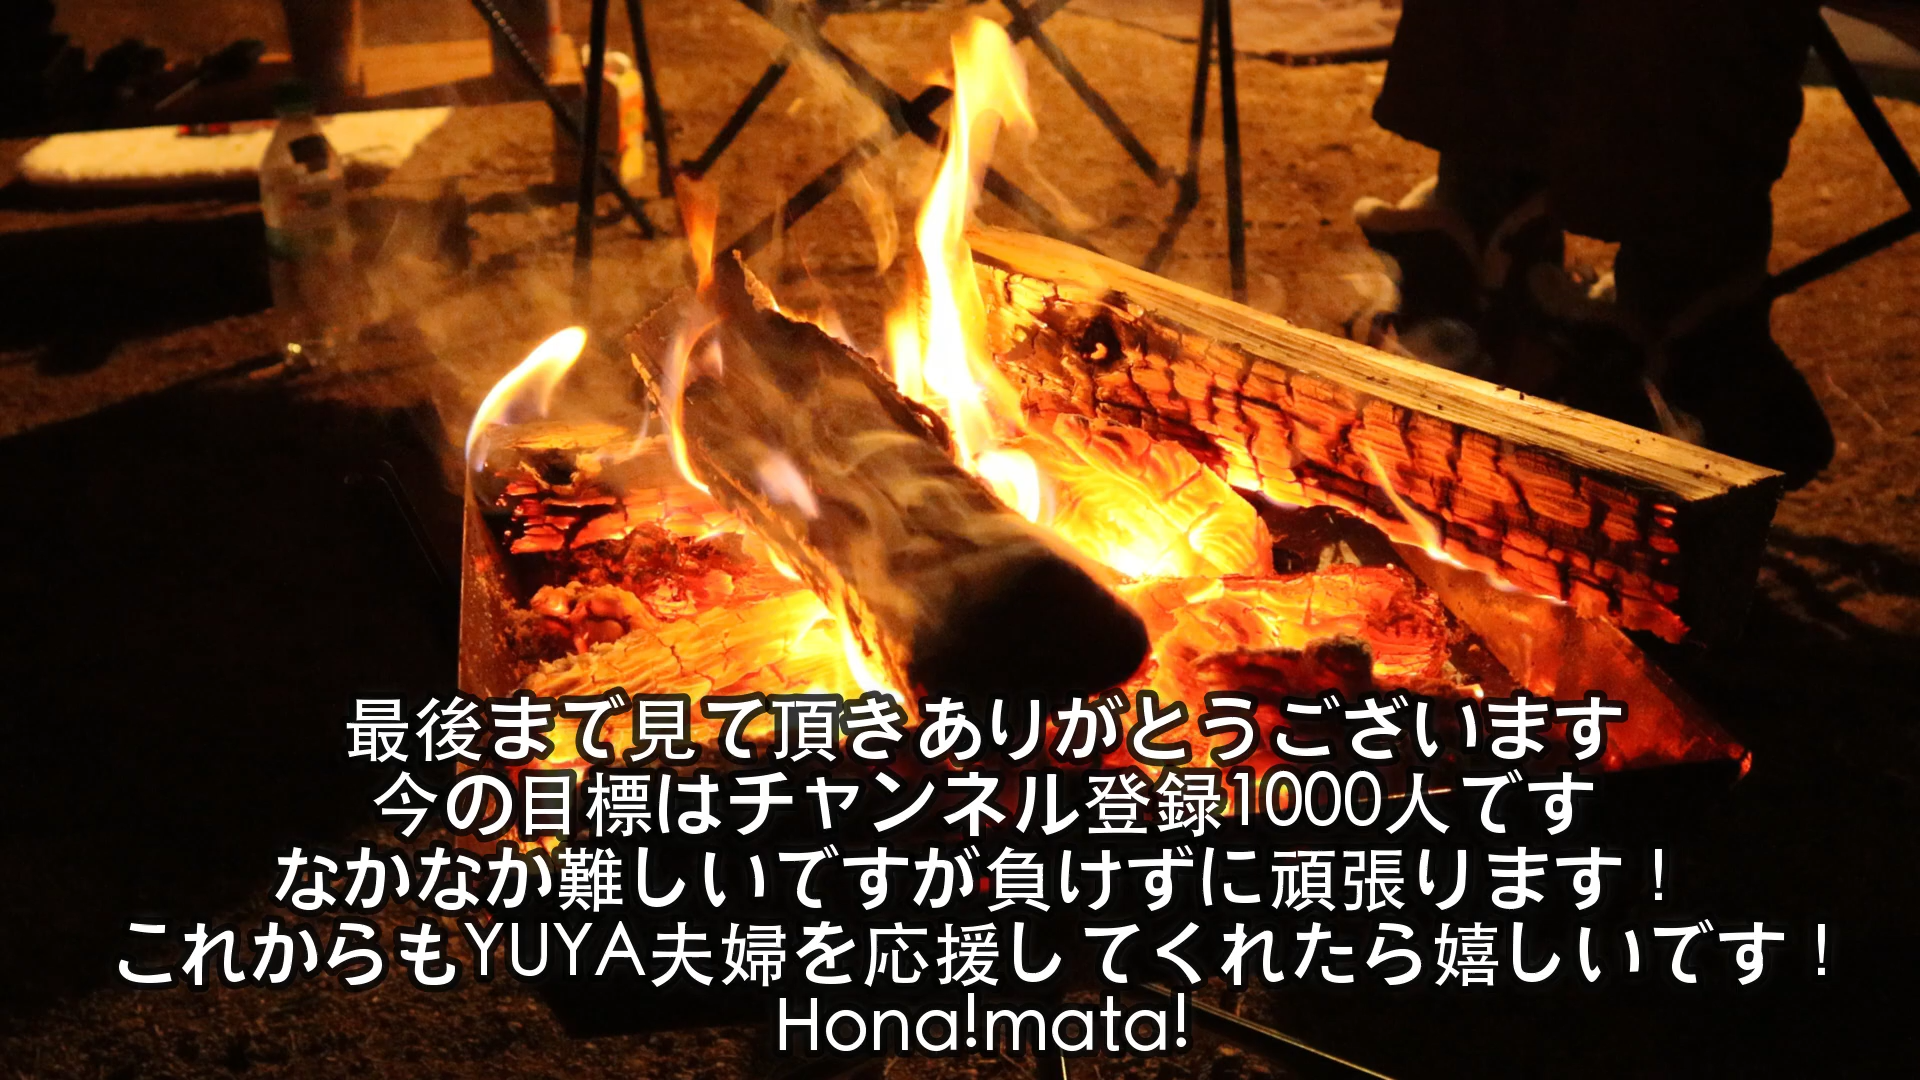 最後まで見て頂きありがとうございます
今の目標はチャンネル登録1000人です
なかなか難しいですが負けずに頑張ります！
これからもYUYA夫婦を応援してくれたら嬉しいです！
Hona!mata!